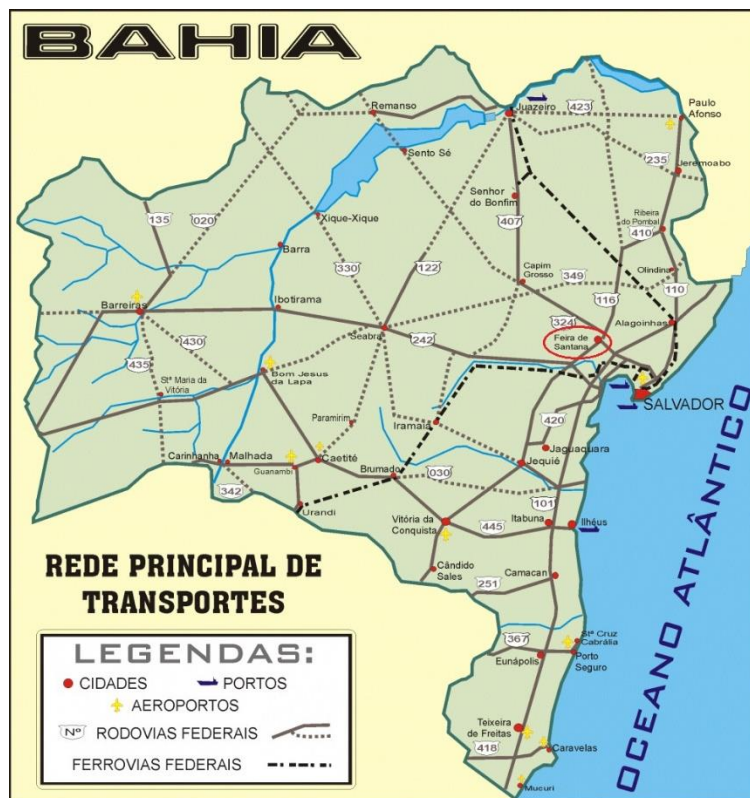 BAHIA
Remanso
Juazeiro
423
Paulo
Afonso
Sento Sé
235
Jeremoabo
Senhor
do Bonfim
135
020
Xique-Xique
407
Ribeira
do Pombal
410
Barra
330
122
Capim
Grosso
349
Olindina
110
Barreiras
Ibotirama
116
324
Seabra
242
Feira de
Santana
Alagoinhas
430
435
Bom Jesus
da Lapa
Stª Maria da
Vitória
SALVADOR
Paramirim
Iramaia
420
Jaguaquara
Carinhanha
Malhada
Guanambi
Caetité
Brumado
030
Jequié
342
Urandi
101
Vitória da
Conquista
445
Itabuna
Ilhéus
REDE PRINCIPAL DE
TRANSPORTES
Cândido
Sales
251
Camacan
OCEANO ATLÂNTICO
367
Stª Cruz
Cabrália
Eunápolis
Porto
Seguro
Teixeira
de Freitas
418
Caravelas
Mucuri
LEGENDAS:
CIDADES
PORTOS
AEROPORTOS
Nº
RODOVIAS FEDERAIS
FERROVIAS FEDERAIS